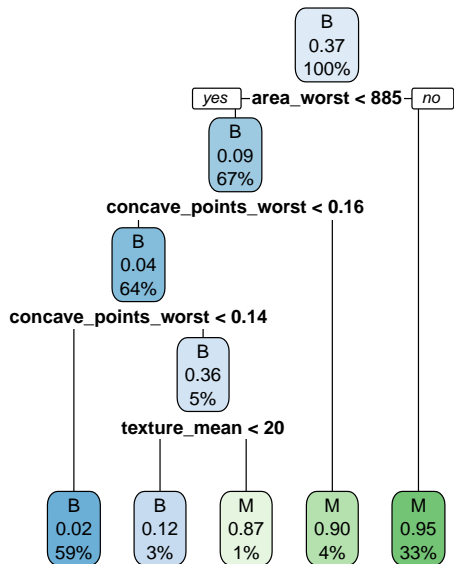 B
0.37
100%
yes area_worst < 885 no
B
0.09
67%
concave_points_worst < 0.16
B
0.04
64%
concave_points_worst < 0.14
B
0.36
5%
texture_mean < 20
B B M M M
0.02 0.12 0.87 0.90 0.95
59% 3% 1% 4% 33%